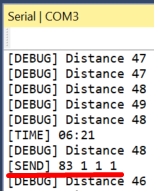 Serial | COM3
[DEBUG] Distance 47
[DEBUG] Distance 47
[DEBUG] Distance 48
[DEBUG] Distance 49
[DEBUG] Distance 48
[TIME] 06:21
[DEBUG] Distance 48
[SEND] 83 1 1 1
[DEBUG] Distance 46